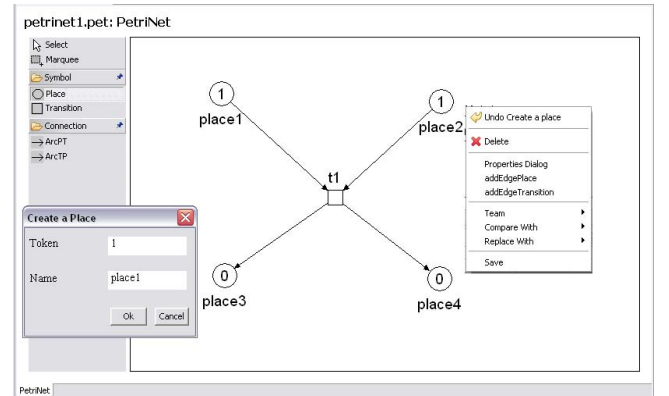 petrinet1.pet: PetriNet
Select
Marquee
Symbol
Place
Transition
Connection
ArcPT
ArcTP
1
place1
1
place2
t1
0
place3
0
place4
Create a Place
Token
1
Name
place1
Ok
Cancel
Undo Create a place
Delete
Properties Dialog
addEdgePlace
addEdgeTransition
Team
Compare With
Replace With
Save
PetriNet